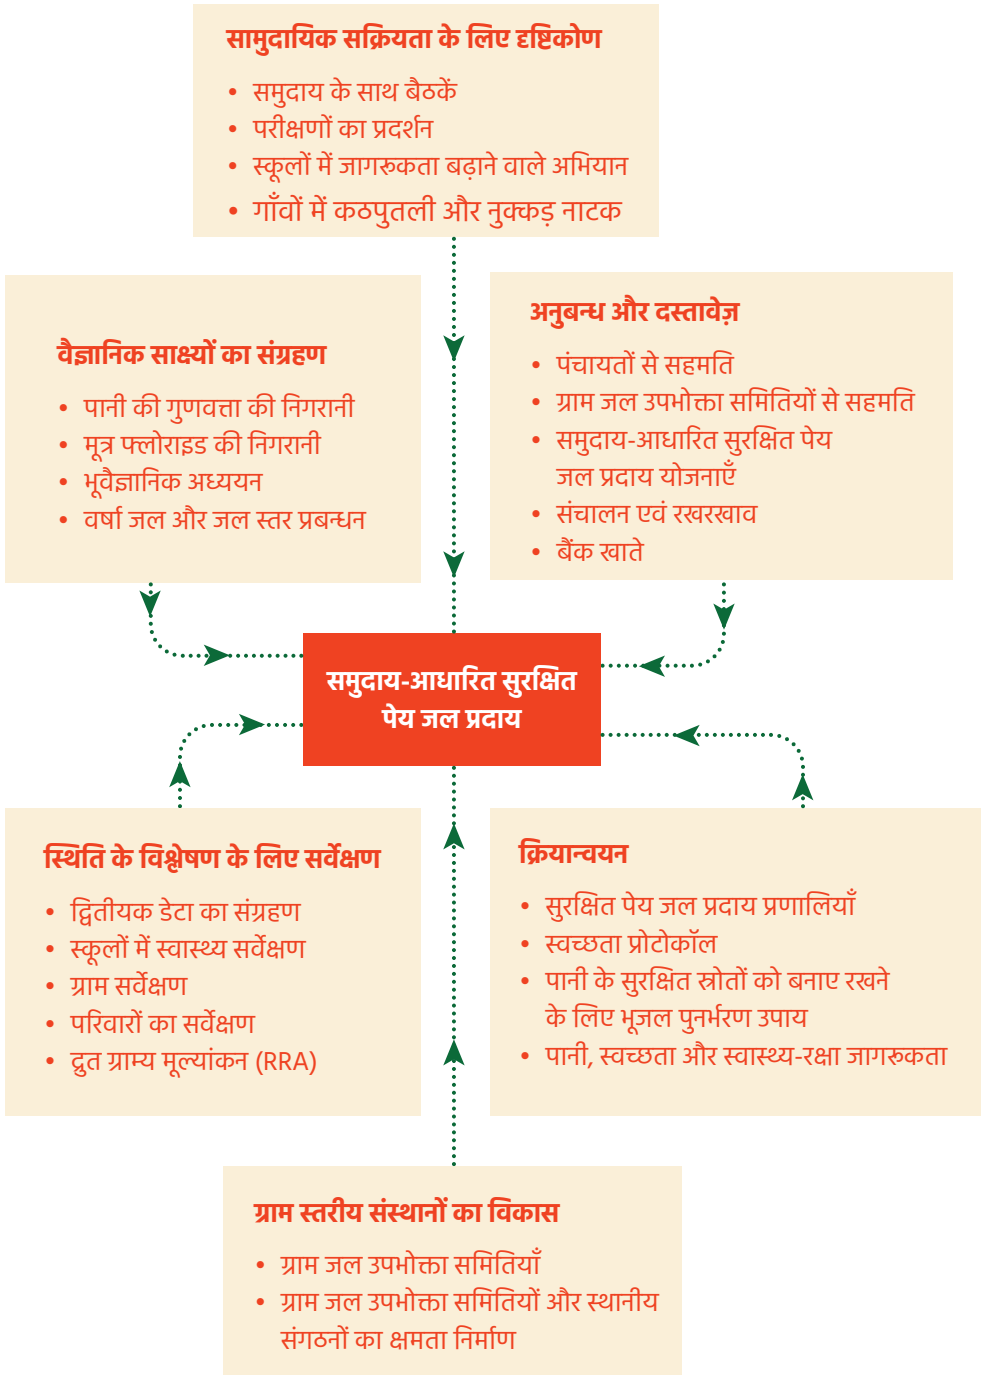 सामुदायिक सक्रियता के लिए दृष्टिकोण
• समुदाय के साथ बैठकें
• परीक्षणों का प्रदर्शन
• स्कूलों में जागरूकता बढ़ाने वाले अभियान
• गाँवों में कठपुतली और नुक्कड़ नाटक
वैज्ञानिक साक्ष्यों का संग्रहण
• पानी की गुणवत्ता की निगरानी
• मूत्र फ्लोराइड की निगरानी
• भूवैज्ञानिक अध्ययन
• वर्षा जल और जल स्तर प्रबन्धन
अनुबन्ध और दस्तावेज़
• पंचायतों से सहमति
• ग्राम जल उपभोक्ता समितियों से सहमति
• समुदाय-आधारित सुरक्षित पेय
जल प्रदाय योजनाएँ
• संचालन एवं रखरखाव
• बैंक खाते
समुदाय-आधारित सुरक्षित
पेय जल प्रदाय
स्थिति के विश्लेषण के लिए सर्वेक्षण
• द्वितीयक डेटा का संग्रहण
• स्कूलों में स्वास्थ्य सर्वेक्षण
• ग्राम सर्वेक्षण
• परिवारों का सर्वेक्षण
• द्रुत ग्राम्य मूल्यांकन (RRA)
क्रियान्वयन
• सुरक्षित पेय जल प्रदाय प्रणालियाँ
• स्वच्छता प्रोटोकॉल
• पानी के सुरक्षित स्रोतों को बनाए रखने
के लिए भूजल पुनर्भरण उपाय
• पानी, स्वच्छता और स्वास्थ्य-रक्षा जागरूकता
ग्राम स्तरीय संस्थानों का विकास
• ग्राम जल उपभोक्ता समितियाँ
• ग्राम जल उपभोक्ता समितियों और स्थानीय
संगठनों का क्षमता निर्माण